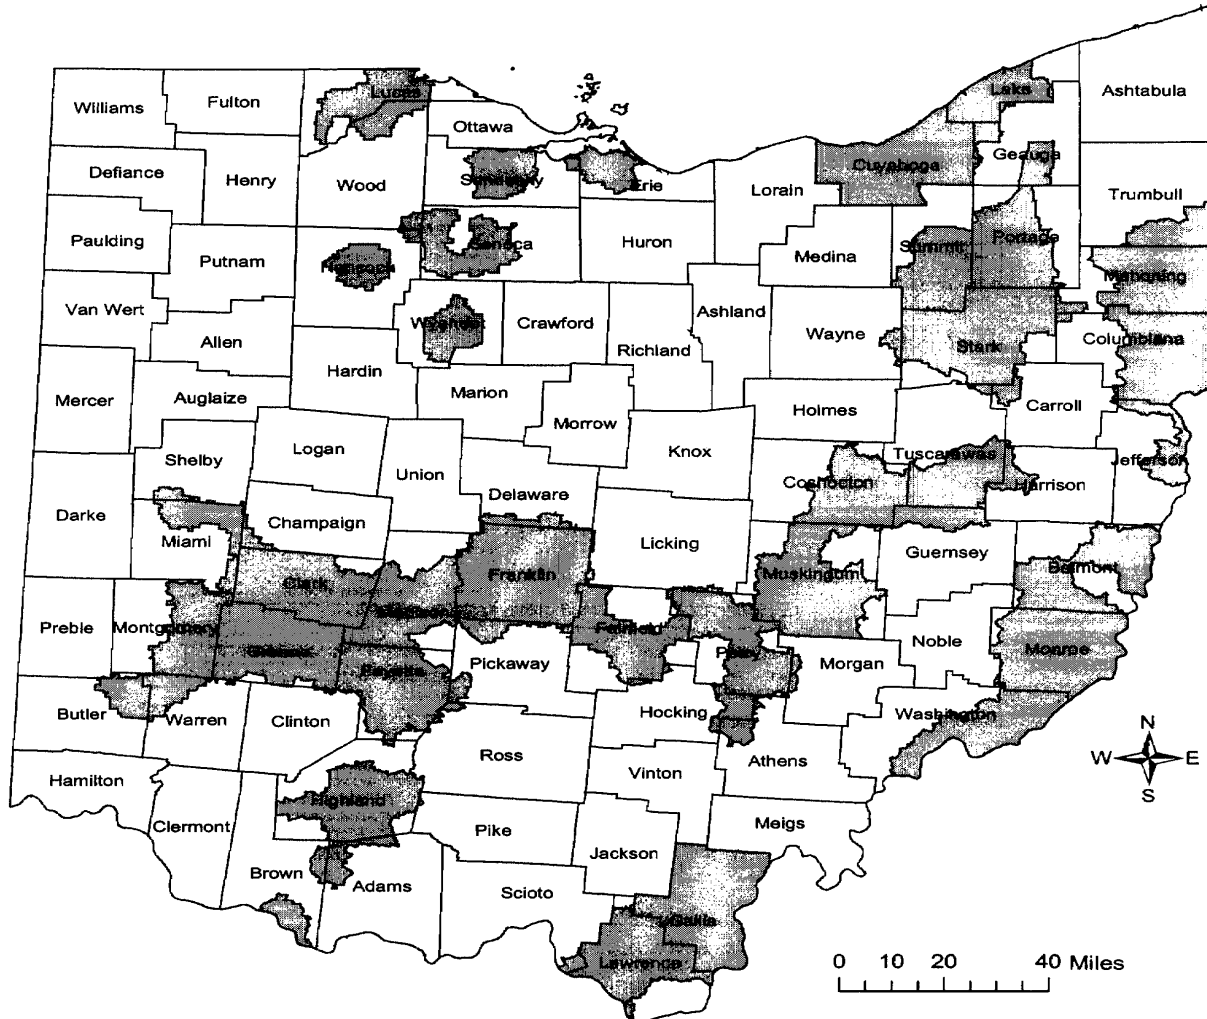 Williams
Fulton
Lucas
Ottawa
Lake
Ashtabula
Defiance
Henry
Wood
Sandusky
Erie
Lorain
Cuyahoga
Geauga
Trumbull
Paulding
Putnam
Hancock
Seneca
Huron
Medina
Summit
Portage
Mahoning
Van Wert
Allen
Wyandot
Crawford
Richland
Ashland
Wayne
Stark
Columbiana
Mercer
Auglaize
Hardin
Marion
Morrow
Holmes
Carroll
Shelby
Logan
Union
Delaware
Knox
Coshocton
Tuscarawas
Harrison
Jefferson
Darke
Miami
Champaign
Licking
Muskingum
Guernsey
Belmont
Clark
Franklin
Preble
Montgomery
Fairfield
Perry
Morgan
Noble
Monroe
Greene
Madison
Fayette
Pickaway
Butler
Warren
Clinton
Hocking
Washington
Ross
Athens
Vinton
Hamilton
Clermont
Highland
Pike
Jackson
Meigs
Brown
Adams
Scioto
Gallia
Lawrence
N
W E
S
0 10 20 40 Miles